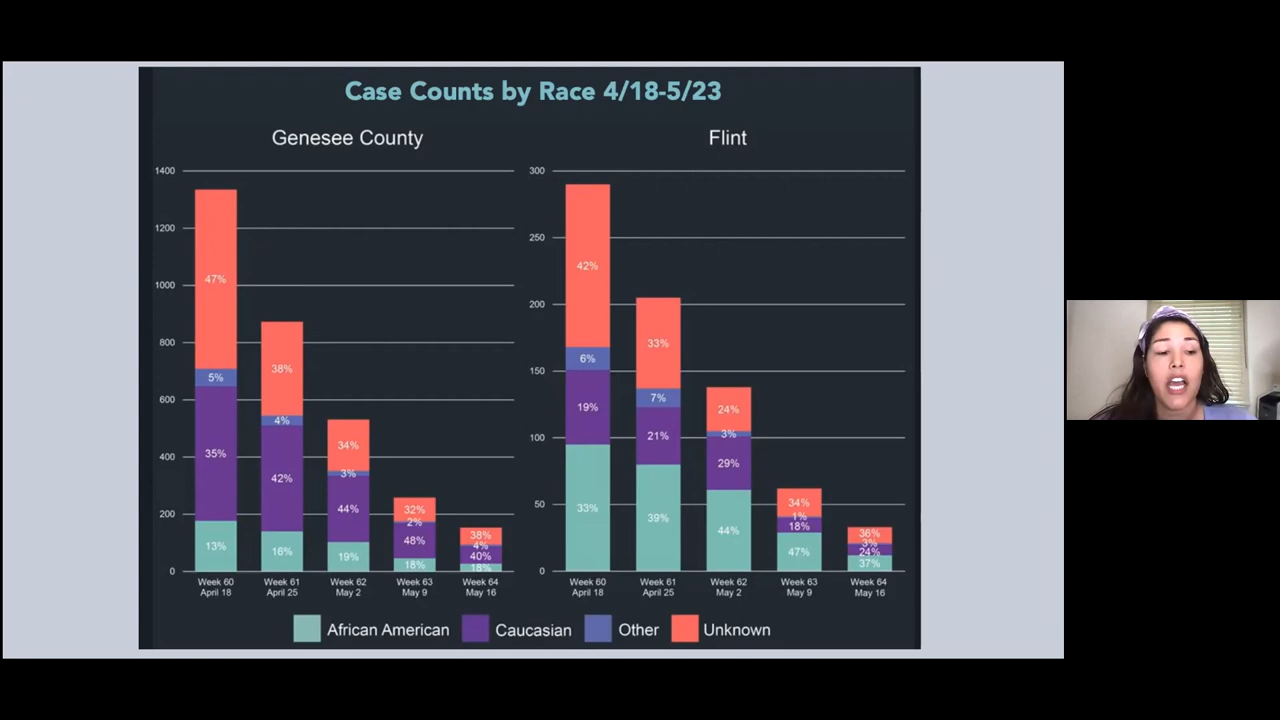 Case Counts by Race 4/18-5/23
Genesee County
1400
1200
1000
800
600
400
200
0
47%
5%
35%
13%
38%
4%
42%
16%
34%
3%
44%
19%
32%
2%
48%
18%
38%
4%
40%
18%
Week 60
April 18
Week 61
April 25
Week 62
May 2
Week 63
May 9
Week 64
May 16
Flint
300
250
200
150
100
50
0
42%
6%
19%
33%
33%
7%
21%
39%
24%
3%
29%
44%
34%
1%
18%
47%
36%
3%
24%
37%
Week 60
April 18
Week 61
April 25
Week 62
May 2
Week 63
May 9
Week 64
May 16
African American
Caucasian
Other
Unknown